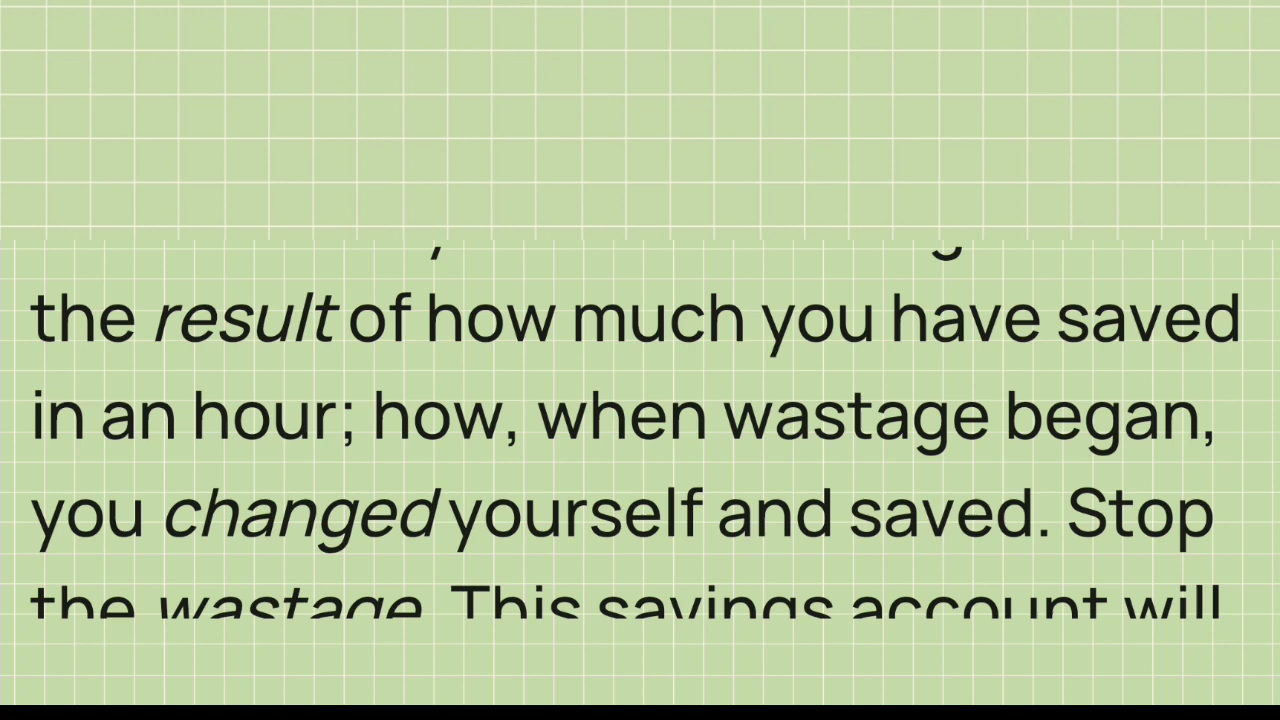 the result of how much you have saved
in an hour; how, when wastage began,
you changed yourself and saved. Stop
the wastage. This savings account will